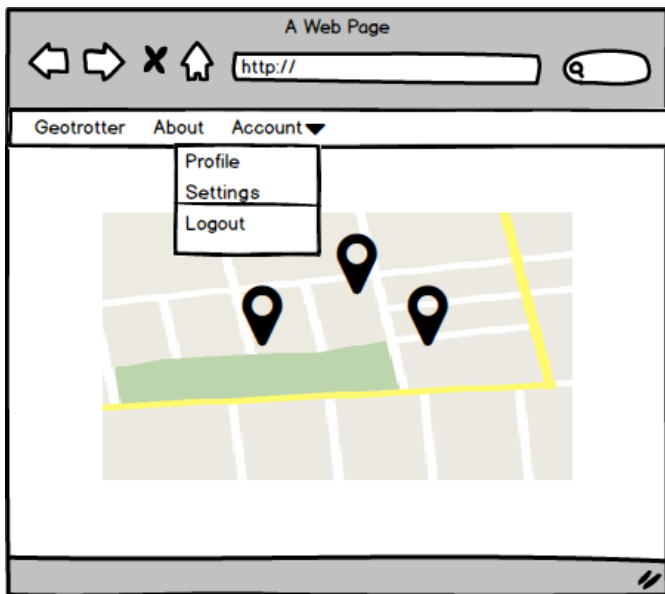 A Web Page
http://
Geotrotter About Account
Profile
Settings
Logout